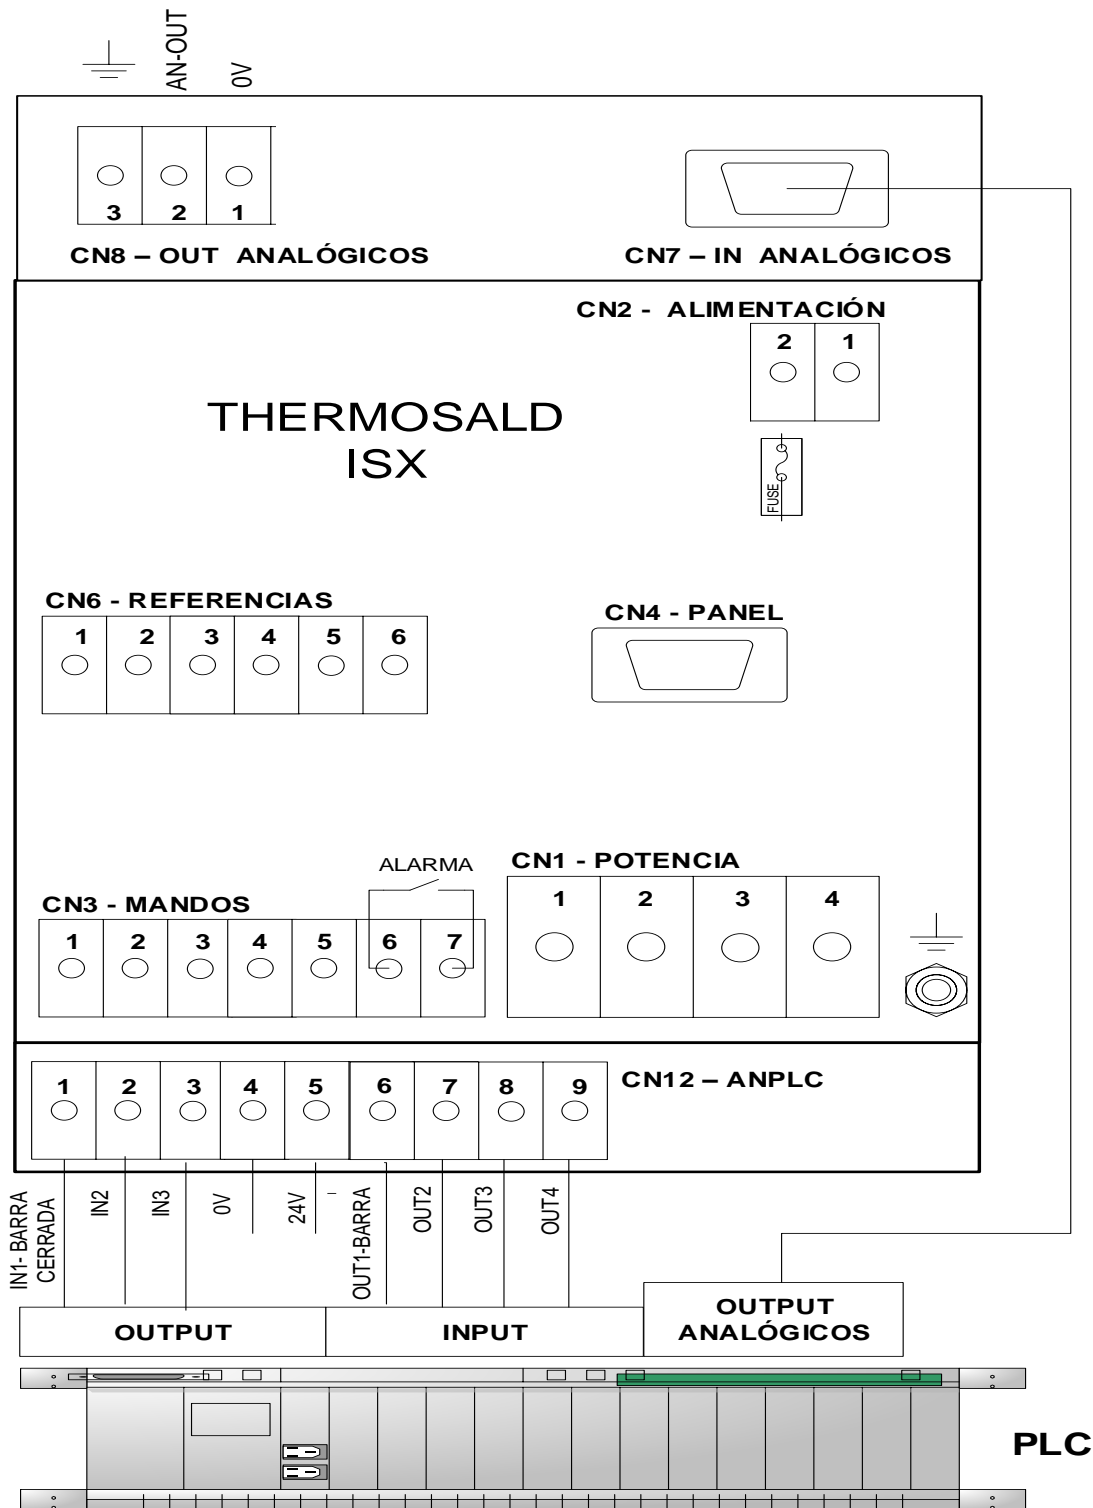 AN-OUT
0V
3 2 1
CN8 – OUT ANALÓGICOS
CN7 – IN ANALÓGICOS
CN2 - ALIMENTACIÓN
2 1
THERMOSALD
ISX
FUSE
CN6 - REFERENCIAS
1 2 3 4 5 6
CN4 - PANEL
ALARMA
CN3 - MANDOS
1 2 3 4 5 6 7
CN1 - POTENCIA
1 2 3 4
1 2 3 4 5 6 7 8 9
CN12 – ANPLC
IN1- BARRA
CERRADA
IN2
IN3
0V
24V
OUT1-BARRA
OUT2
OUT3
OUT4
OUTPUT
INPUT
OUTPUT
ANALÓGICOS
PLC